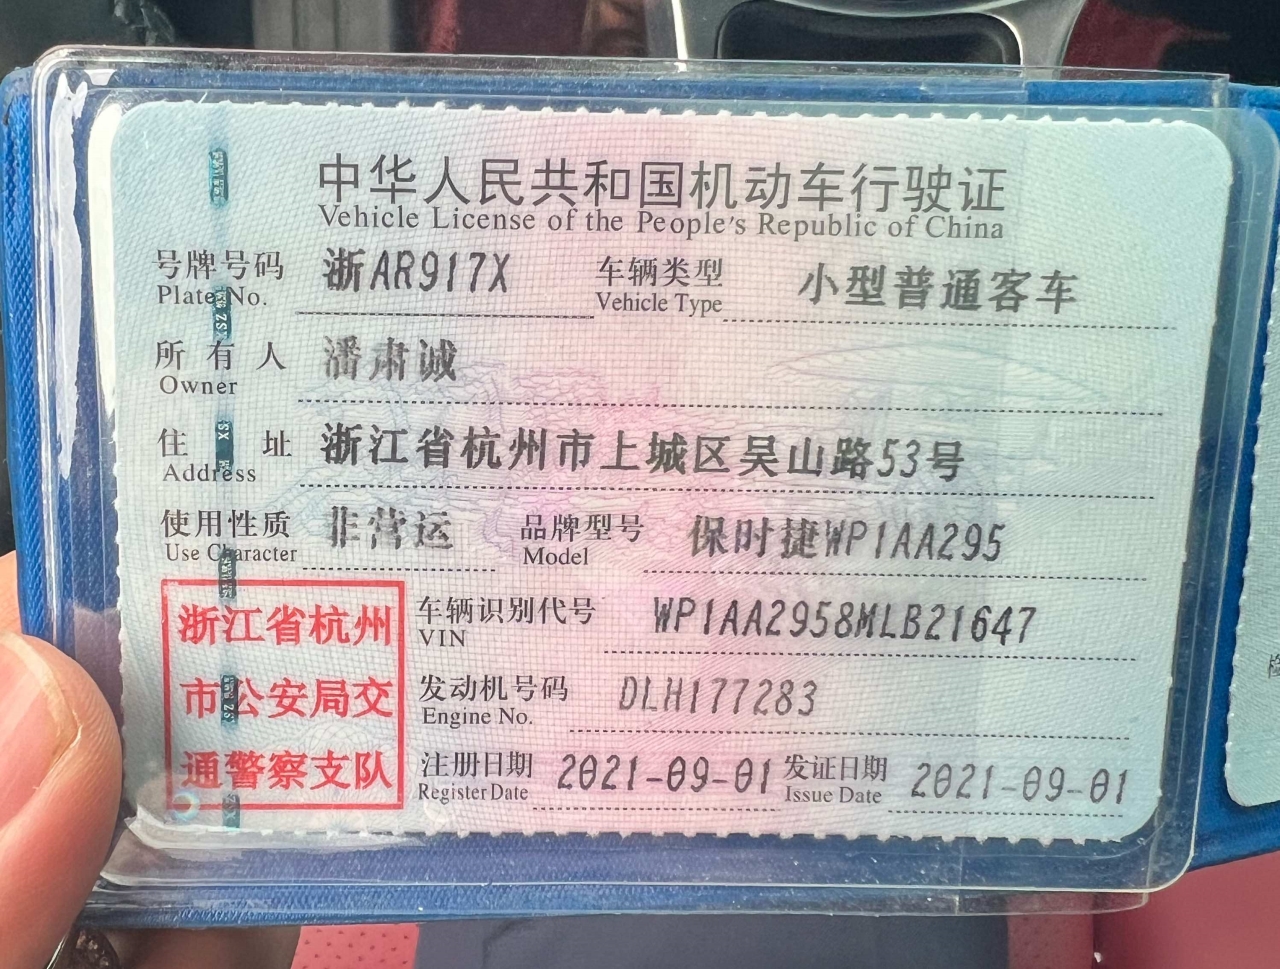 中华人民共和国机动车行驶证
Vehicle License of the People's Republic of China
号牌号码 浙AR917X 车辆类型 小型普通客车
Plate No. Vehicle Type
所有人 潘肃诚
Owner
住址 浙江省杭州市上城区吴山路53号
Address
使用性质 非营运 品牌型号 保时捷WP1AA295
Use Character Model
浙江省杭州
市公安局交
通警察支队
车辆识别代号 WP1AA2958MLB21647
VIN
发动机号码 DLH177283
Engine No.
注册日期 2021-09-01 发证日期 2021-09-01
Register Date Issue Date